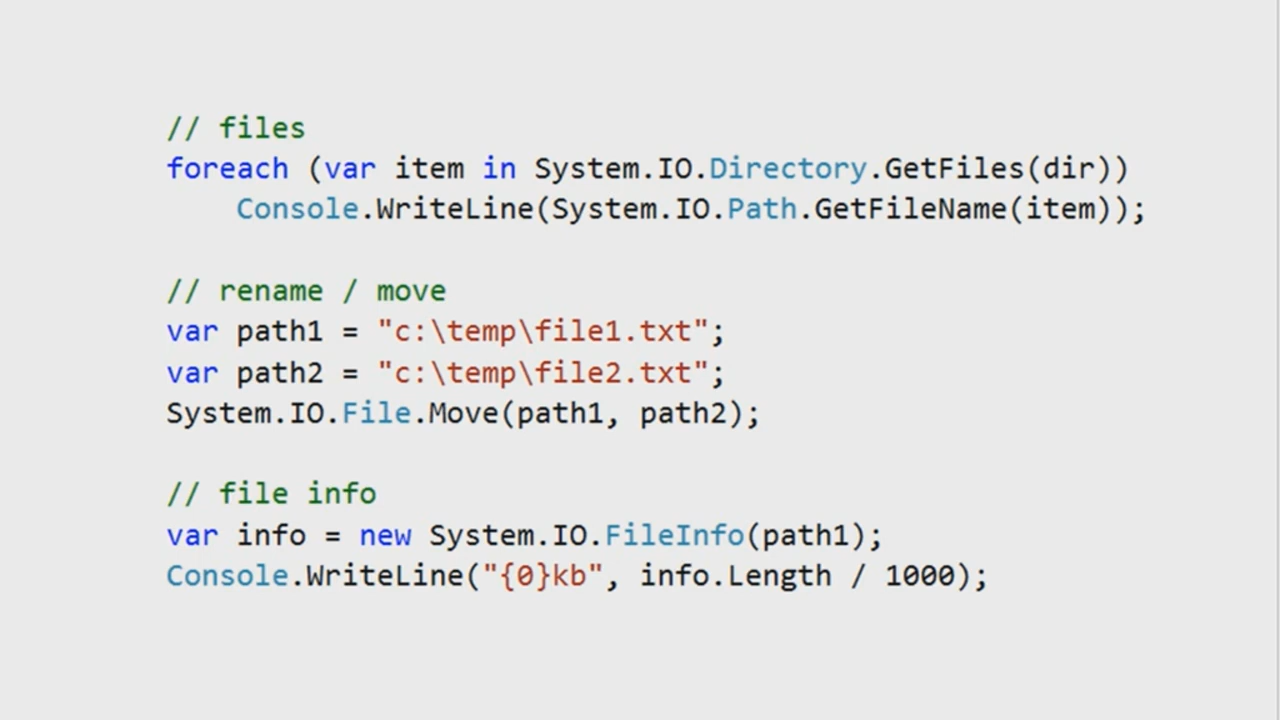 // files
foreach (var item in System.IO.Directory.GetFiles(dir))
    Console.WriteLine(System.IO.Path.GetFileName(item));

// rename / move
var path1 = "c:\temp\file1.txt";
var path2 = "c:\temp\file2.txt";
System.IO.File.Move(path1, path2);

// file info
var info = new System.IO.FileInfo(path1);
Console.WriteLine("{0}kb", info.Length / 1000);